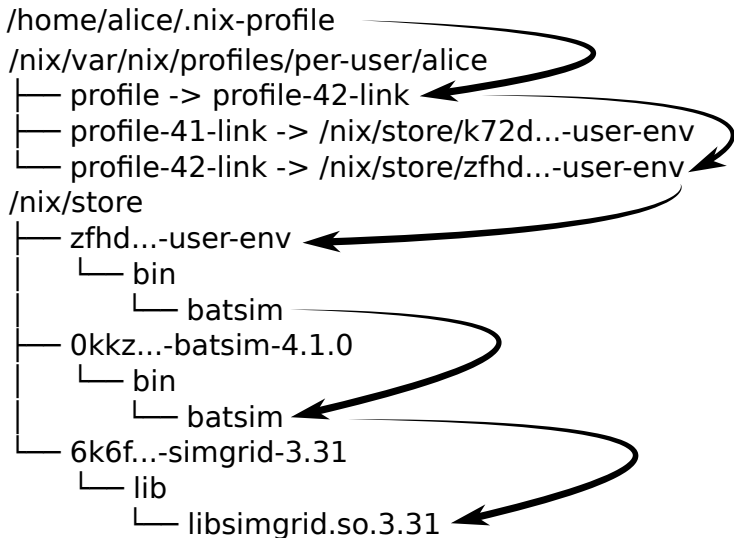 /home/alice/.nix-profile
/nix/var/nix/profiles/per-user/alice
├── profile -> profile-42-link
├── profile-41-link -> /nix/store/k72d...-user-env
└── profile-42-link -> /nix/store/zfhd...-user-env
/nix/store
├── zfhd...-user-env
│   └── bin
│       └── batsim
├── 0kkz...-batsim-4.1.0
│   └── bin
│       └── batsim
└── 6k6f...-simgrid-3.31
    └── lib
        └── libsimgrid.so.3.31